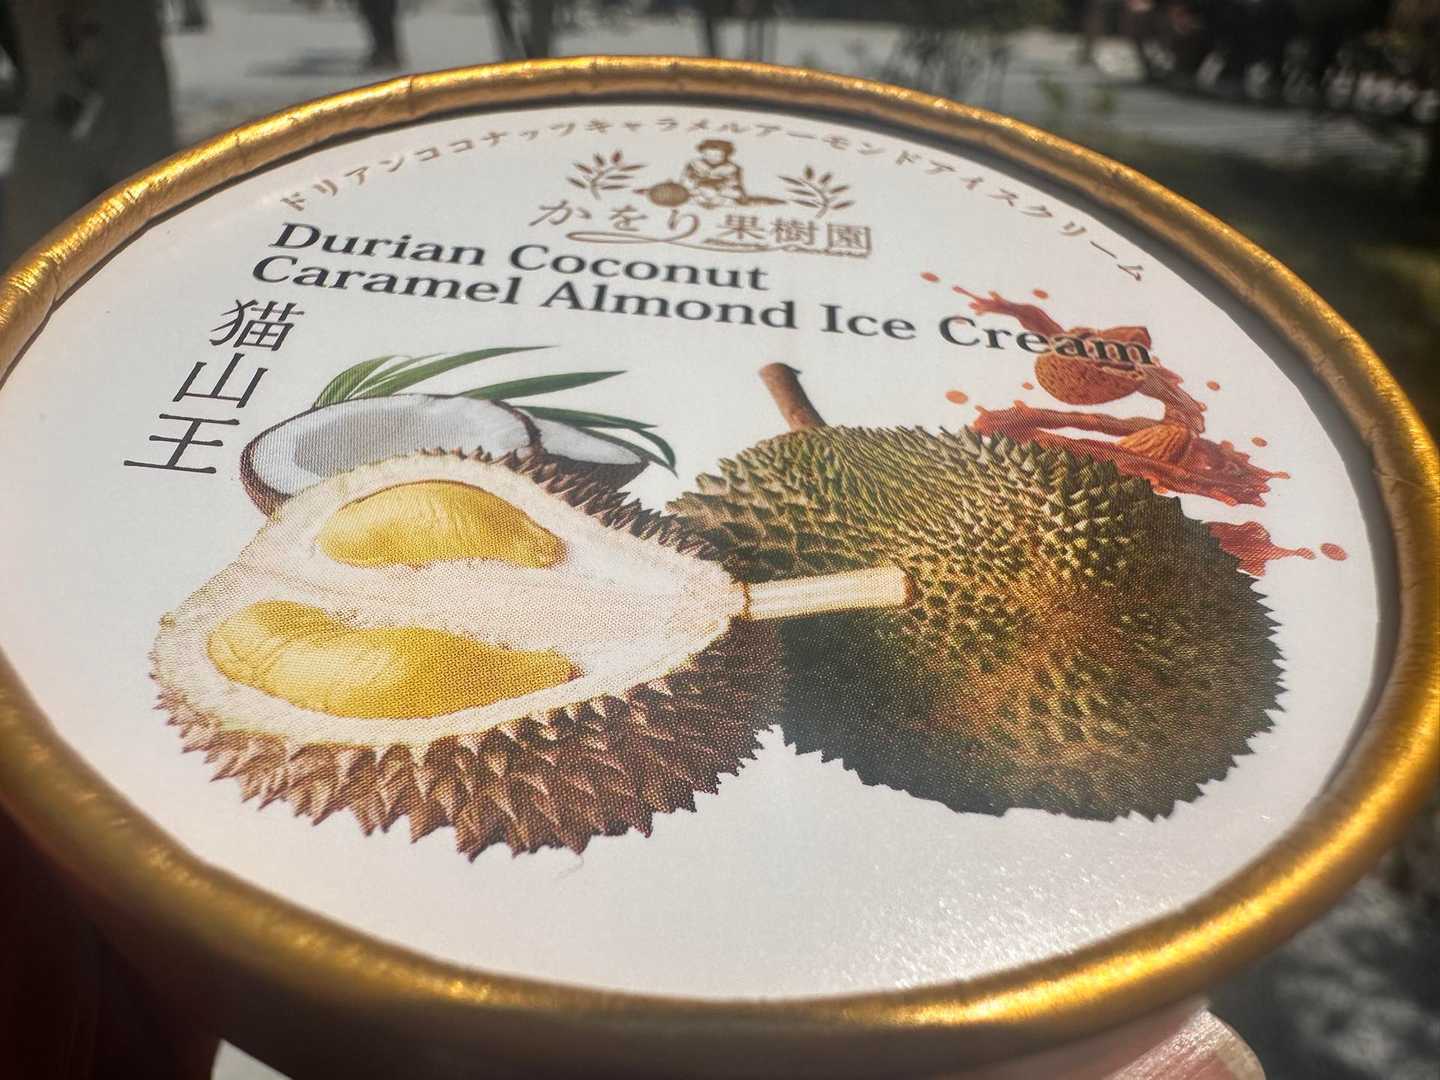 ドリアンココナッツキャラメルアーモンドアイスクリーム
かをり果樹園
Durian Coconut
Caramel Almond Ice Cream
猫山王